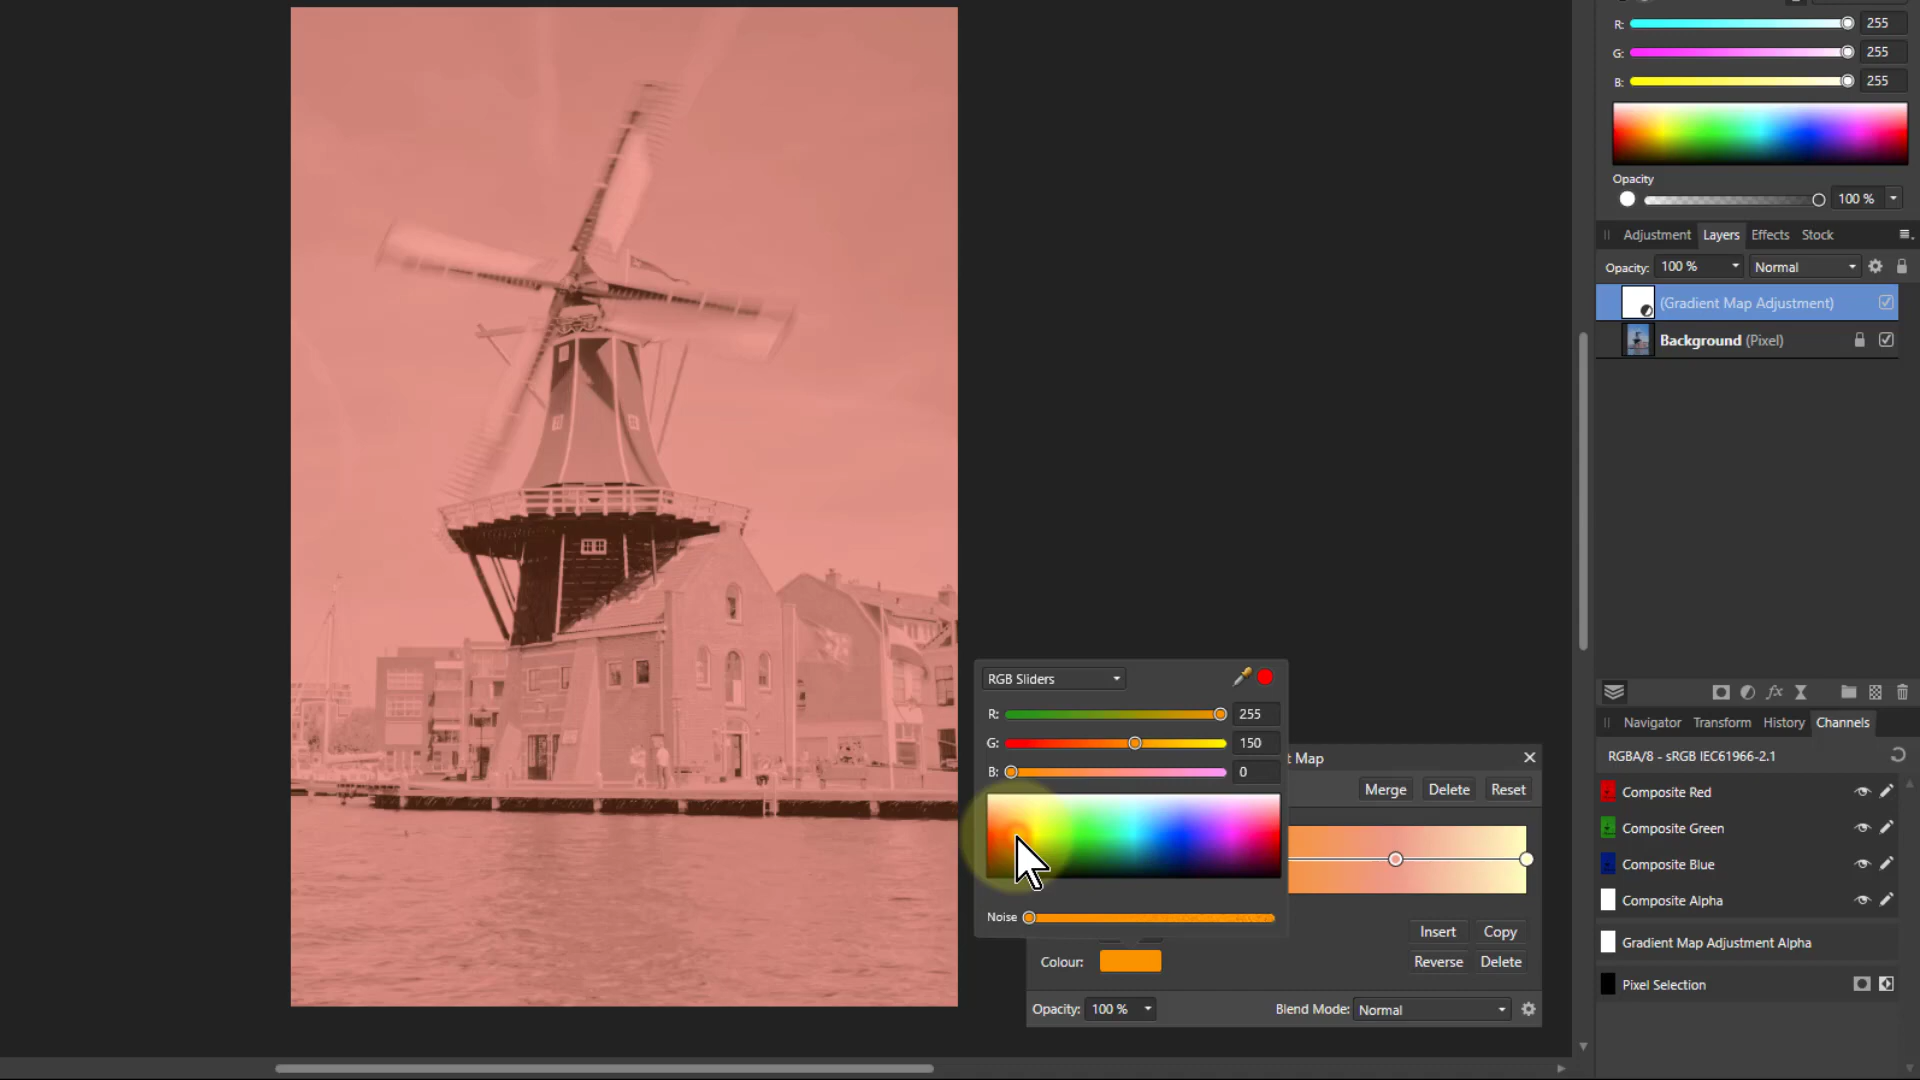 R: 255
G: 255
B: 255
Opacity
100 %
Adjustment Layers Effects Stock
Opacity: 100 % Normal
(Gradient Map Adjustment)
Background (Pixel)
Navigator Transform History Channels
RGBA/8 - sRGB IEC61966-2.1
Composite Red
Composite Green
Composite Blue
Composite Alpha
Gradient Map Adjustment Alpha
Pixel Selection
RGB Sliders
R: 255
G: 150
B: 0
Noise
t Map
Merge Delete Reset
Insert Copy
Colour: Reverse Delete
Opacity: 100 % Blend Mode: Normal